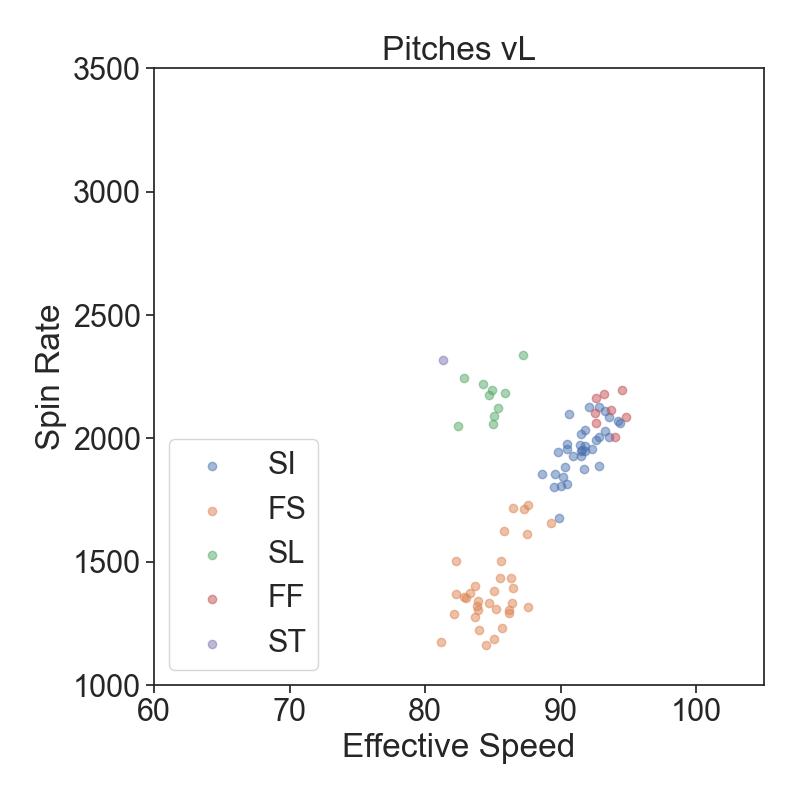 Pitches vL
3500
3000
2500
2000
1500
1000
Spin Rate
SI
FS
SL
FF
ST
60 70 80 90 100
Effective Speed